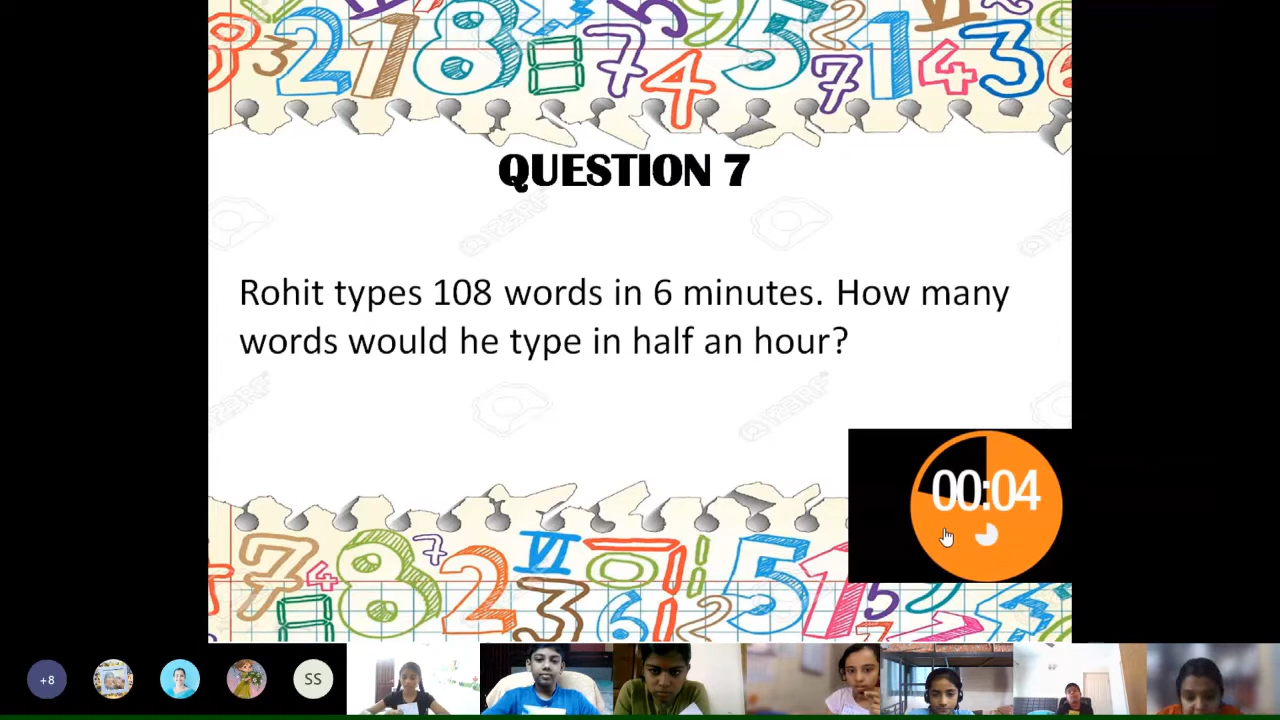 QUESTION 7
Rohit types 108 words in 6 minutes. How many
words would he type in half an hour?
00:04
+8
SS